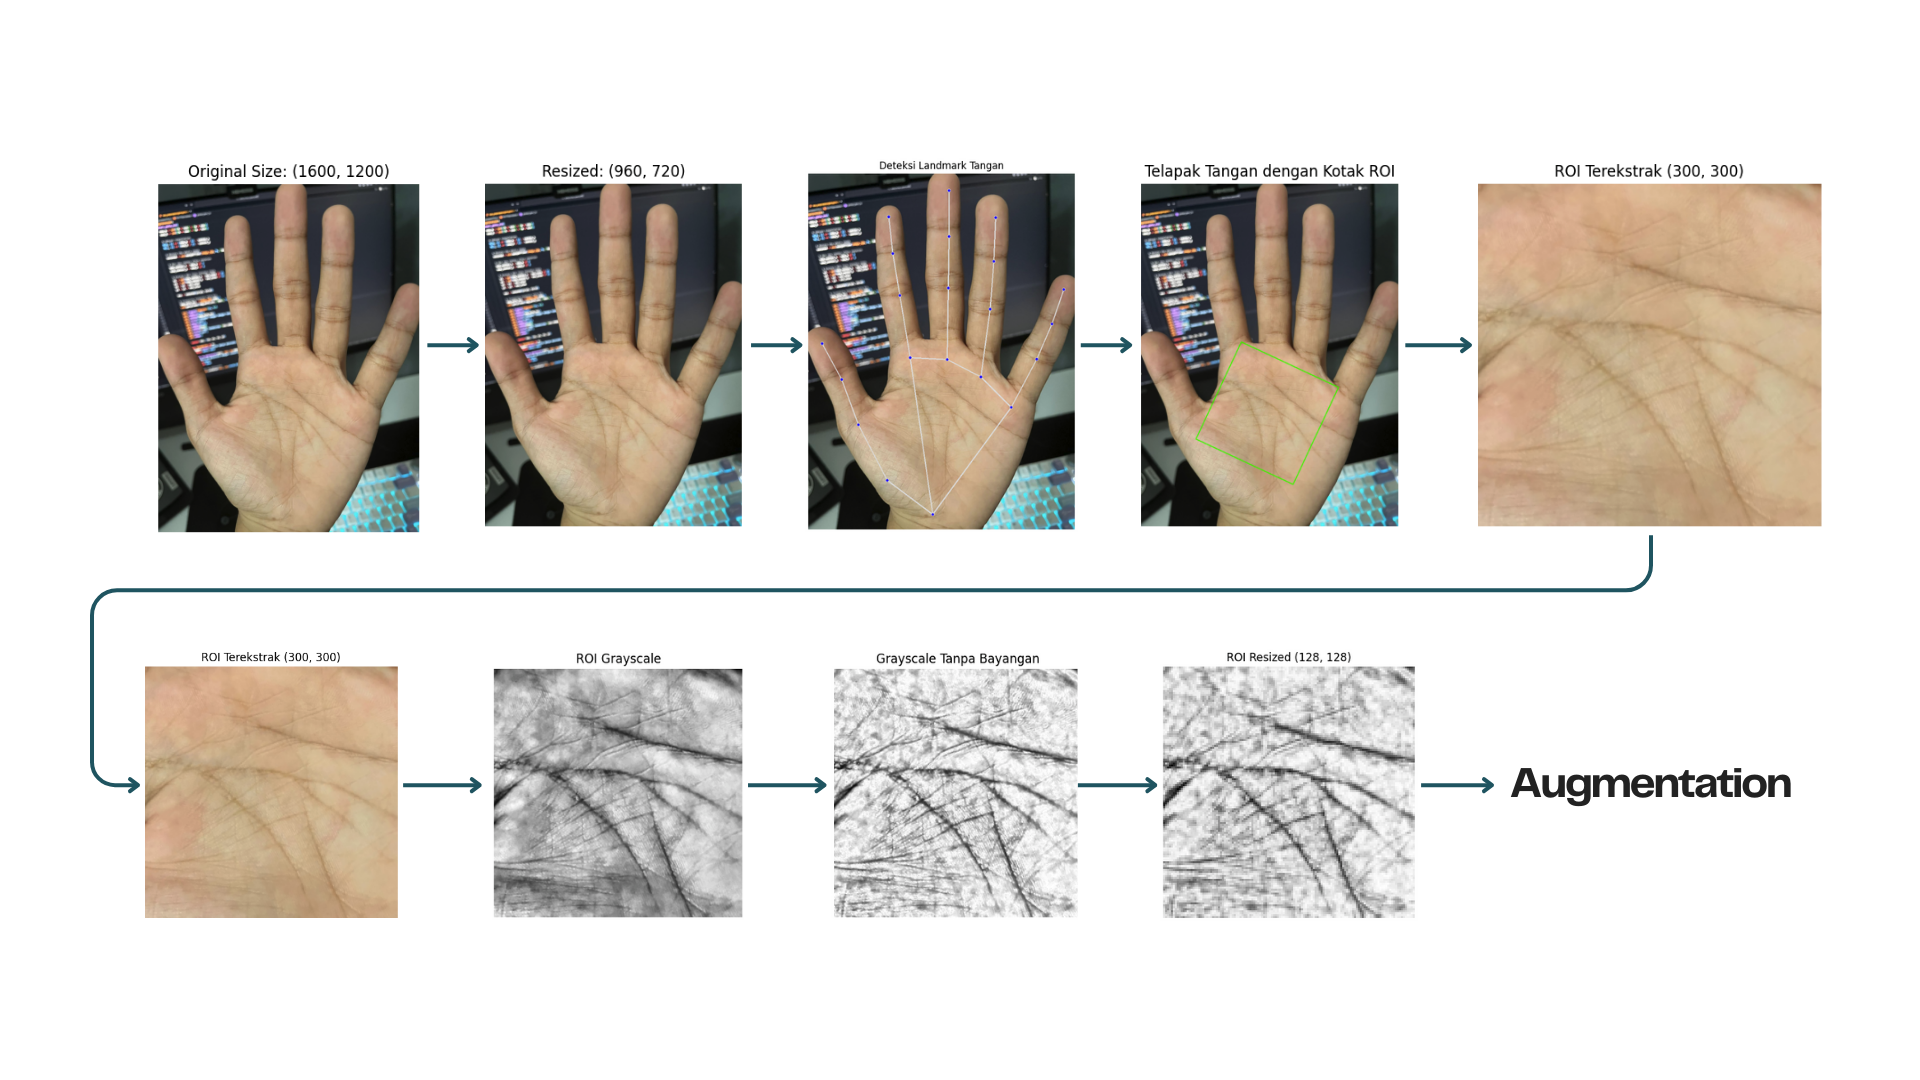 Original Size: (1600, 1200)
Resized: (960, 720)
Deteksi Landmark Tangan
Telapak Tangan dengan Kotak ROI
ROI Terekstrak (300, 300)
ROI Terekstrak (300, 300)
ROI Grayscale
Grayscale Tanpa Bayangan
ROI Resized (128, 128)
Augmentation